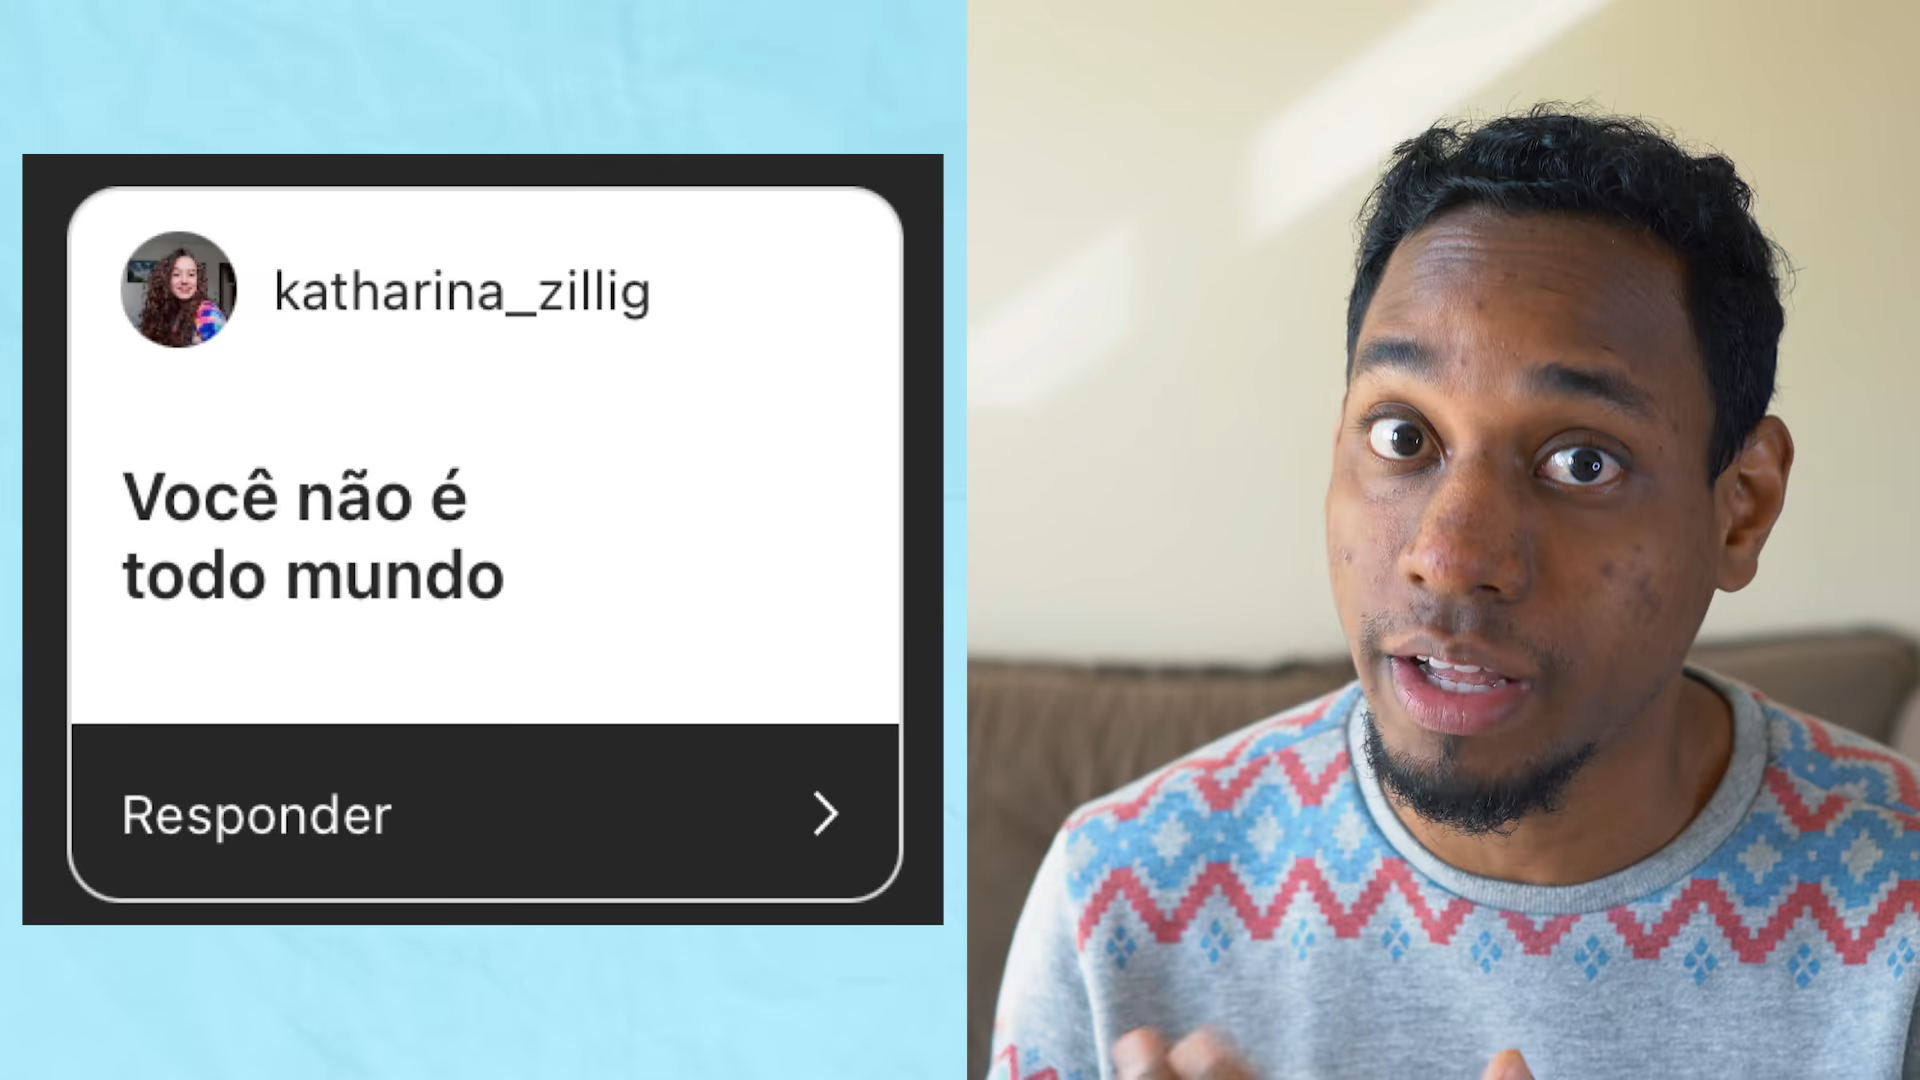 katharina_zillig
Você não é
todo mundo
Responder